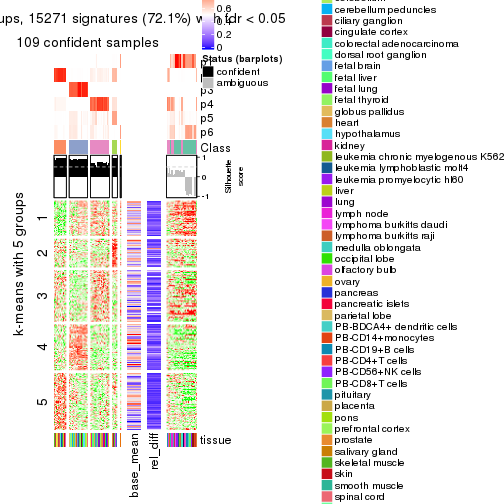 ups, 15271 signatures (72.1%) with fdr < 0.05
109 confident samples
p3
p4
p5
p6
Class
1
0
-1
Silhouette
score
0.6
0
Status (barplots)
confident
ambiguous
k-means with 5 groups
1
2
3
4
5
base_mean
rel_diff
tissue
cerebellum peduncles
ciliary ganglion
cingulate cortex
colorectal adenocarcinoma
dorsal root ganglion
fetal brain
fetal liver
fetal lung
fetal thyroid
globus pallidus
heart
hypothalamus
kidney
leukemia chronic myelogenous K562
leukemia lymphoblastic molt4
leukemia promyelocytic hl60
liver
lung
lymph node
lymphoma burkitts daudi
lymphoma burkitts raji
medulla oblongata
occipital lobe
olfactory bulb
ovary
pancreas
pancreatic islets
parietal lobe
PB-BDCA4+ dendritic cells
PB-CD14+monocytes
PB-CD19+B cells
PB-CD4+T cells
PB-CD56+NK cells
PB-CD8+T cells
pituitary
placenta
pons
prefrontal cortex
prostate
salivary gland
skeletal muscle
skin
smooth muscle
spinal cord